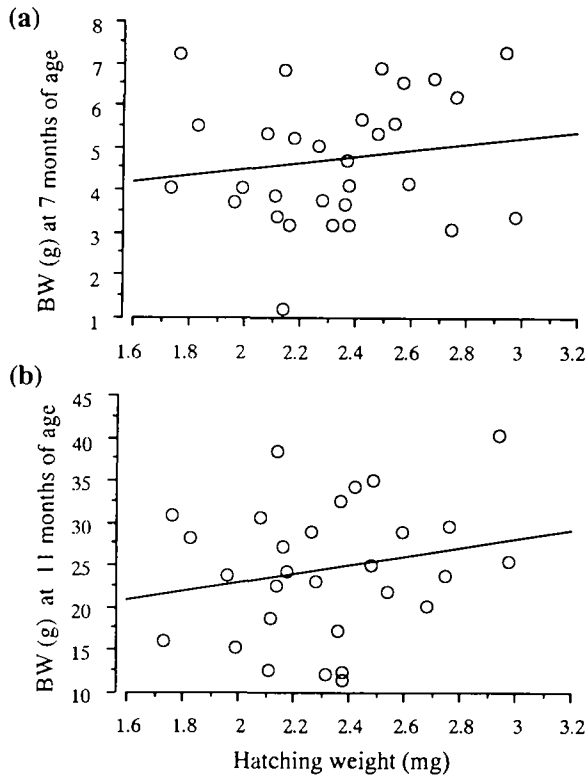 (a)
BW (g) at 7 months of age
8
7
6
5
4
3
2
1
1.6 1.8 2 2.2 2.4 2.6 2.8 3 3.2
(b)
BW (g) at 11 months of age
45
40
35
30
25
20
15
10
1.6 1.8 2 2.2 2.4 2.6 2.8 3 3.2
Hatching weight (mg)